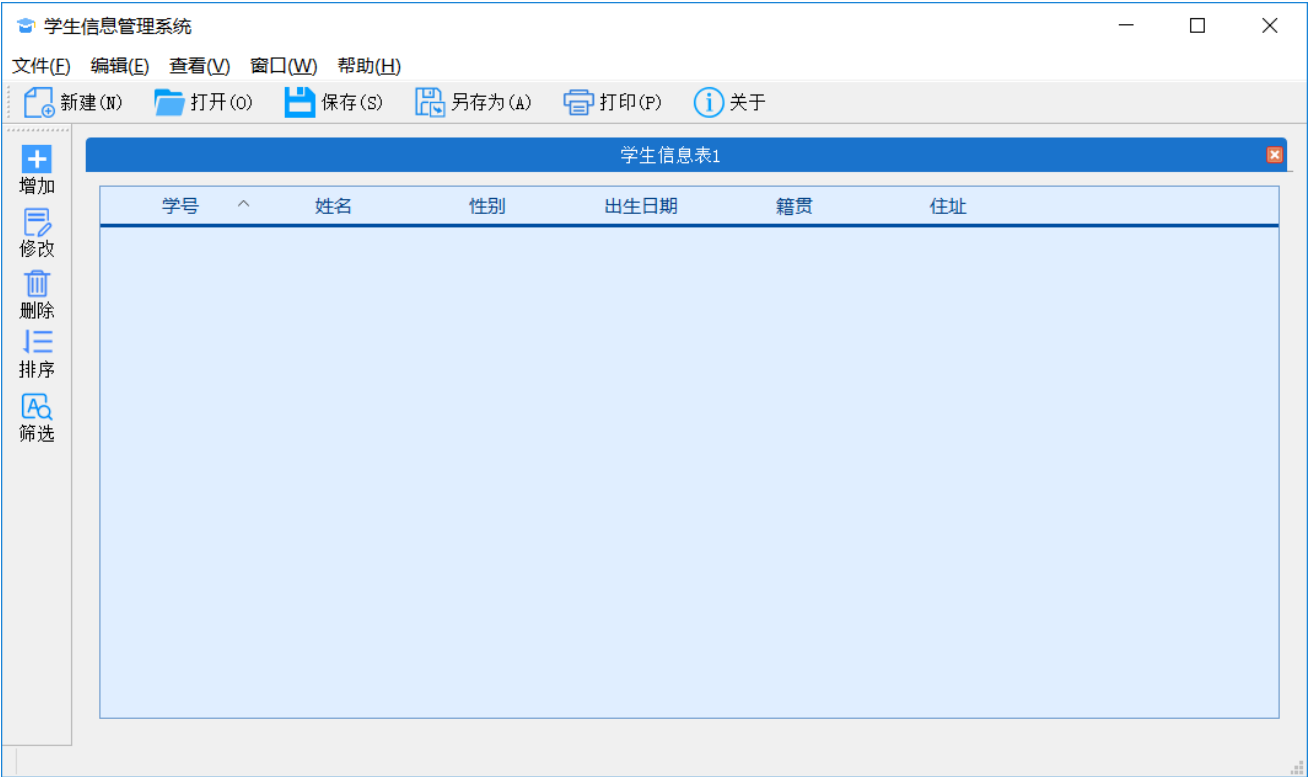 学生信息管理系统
文件(F) 编辑(E) 查看(V) 窗口(W) 帮助(H)
新建(N) 打开(O) 保存(S) 另存为(A) 打印(P) 关于
学生信息表1
增加
修改
删除
排序
筛选
学号 姓名 性别 出生日期 籍贯 住址